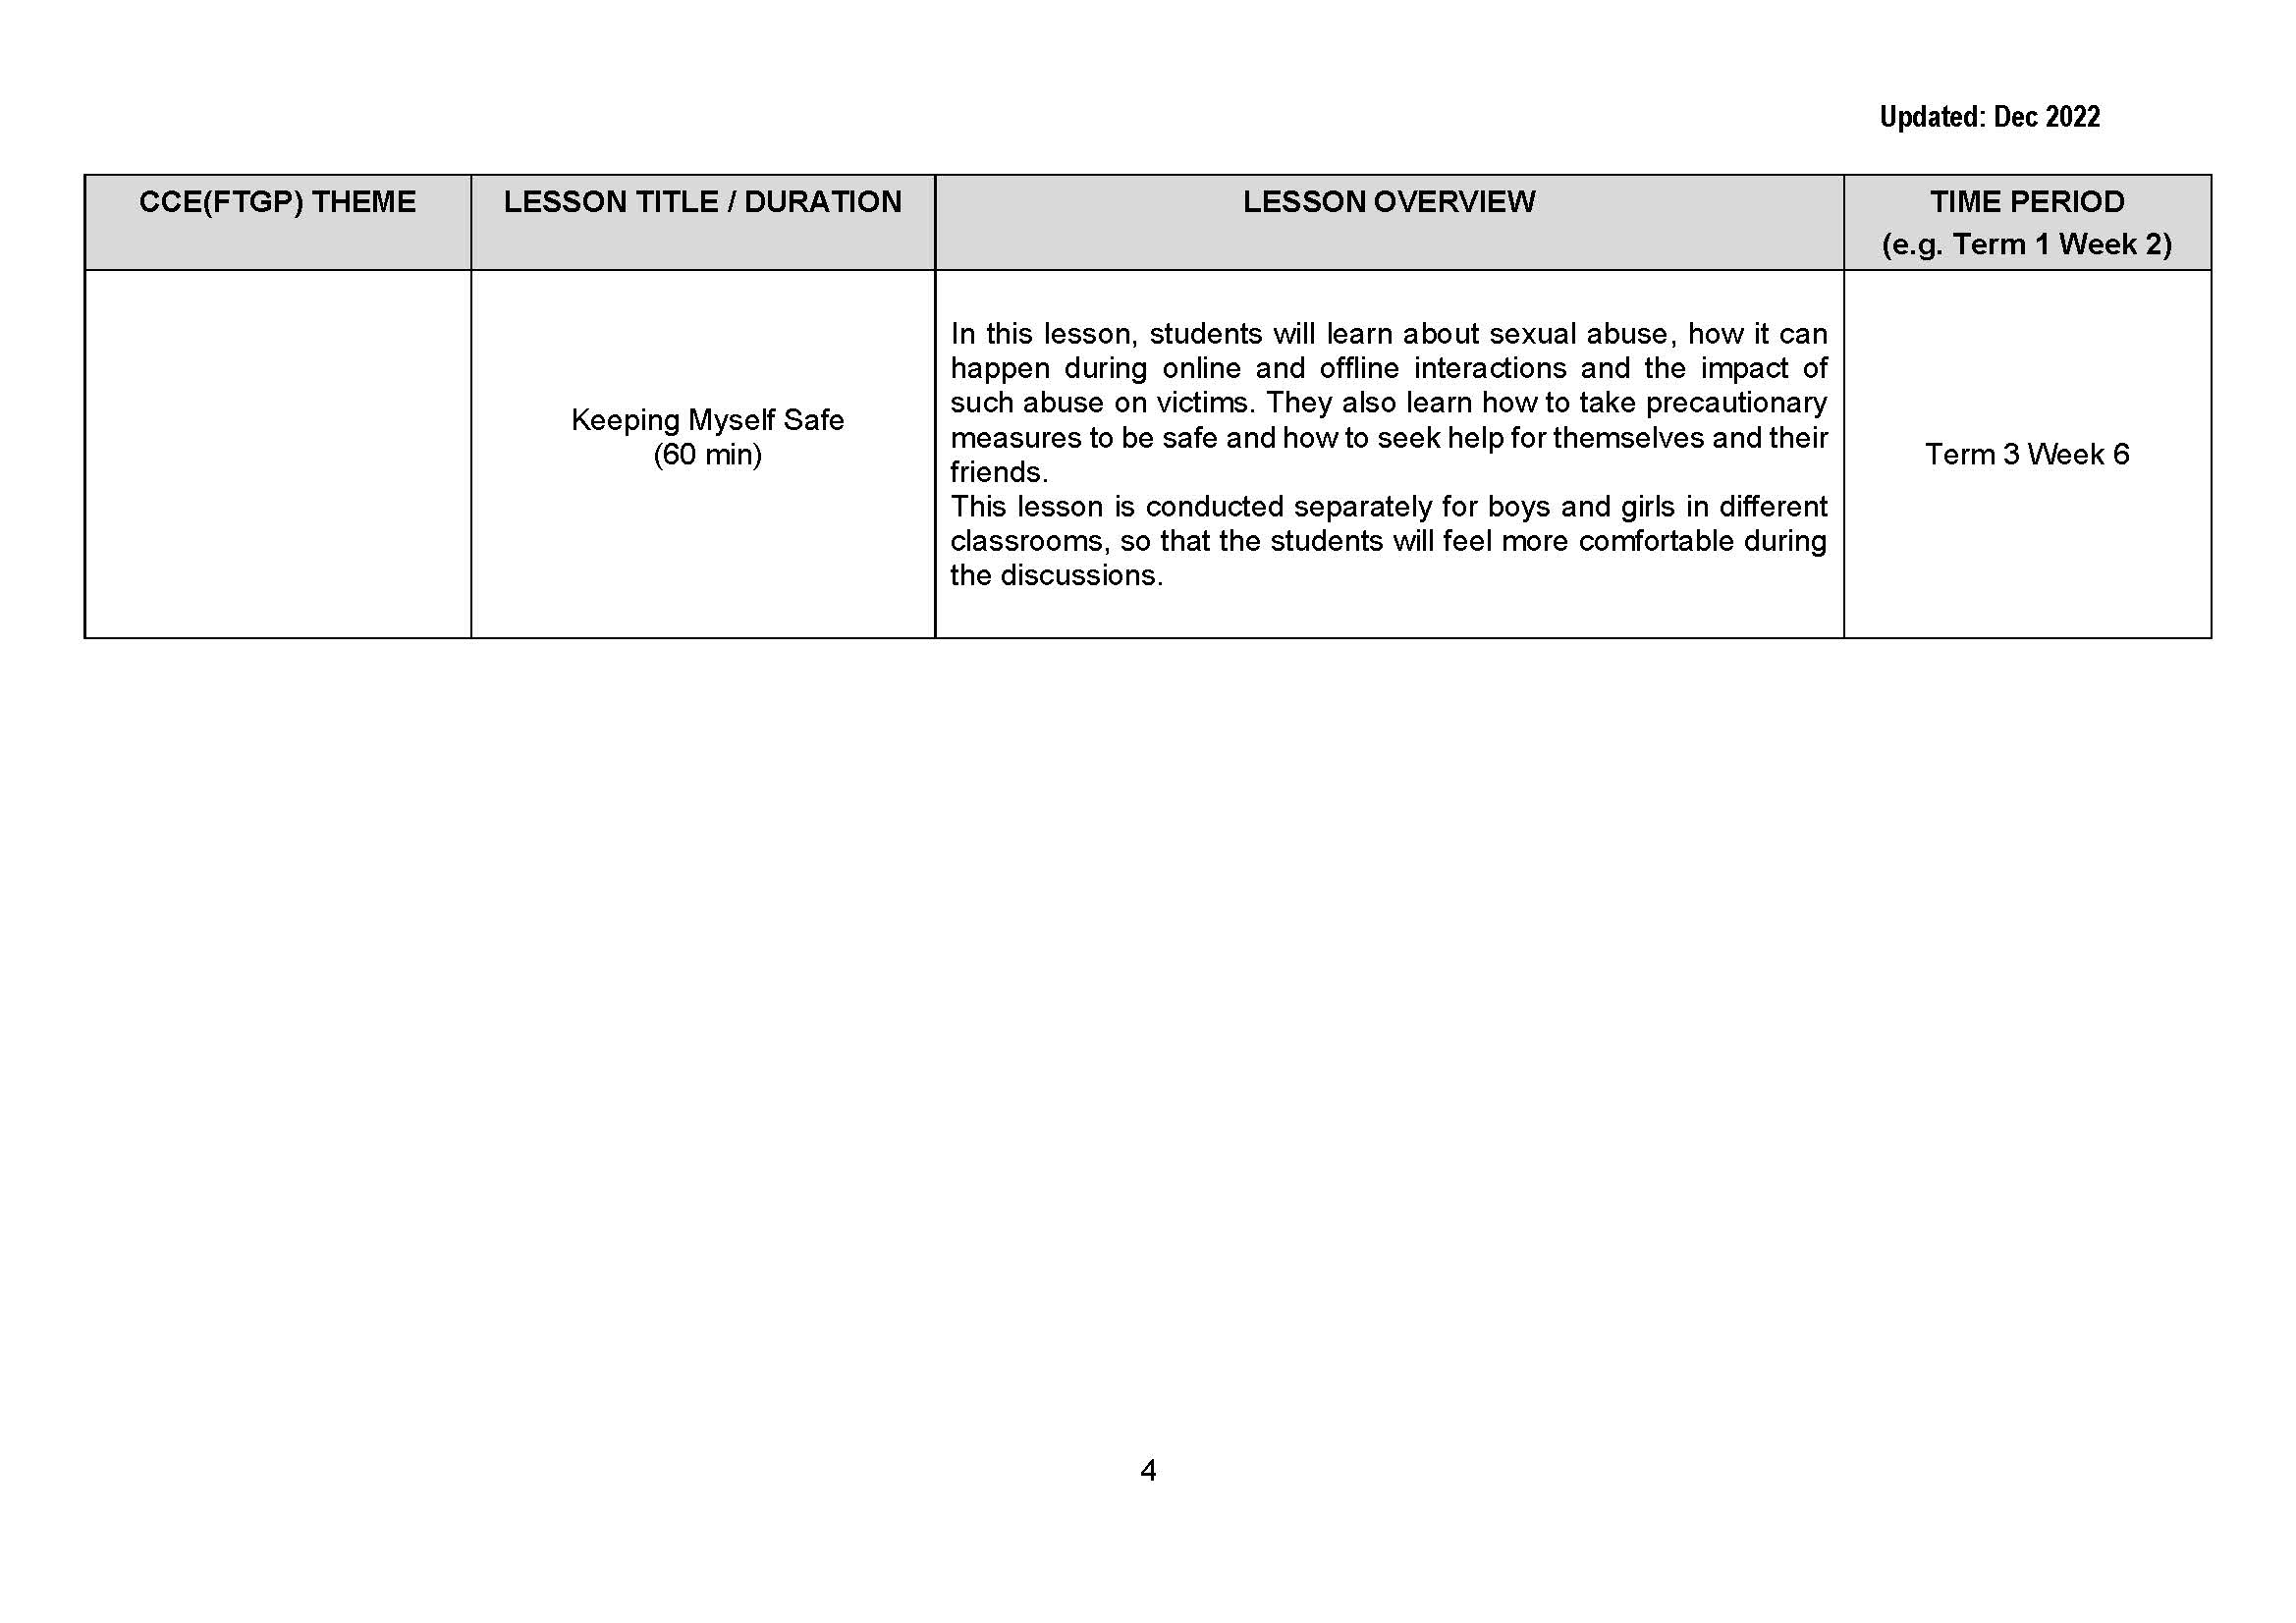 Updated: Dec 2022
CCE(FTGP) THEME
LESSON TITLE / DURATION
LESSON OVERVIEW
TIME PERIOD
(e.g. Term 1 Week 2)
Keeping Myself Safe
(60 min)
In this lesson, students will learn about sexual abuse, how it can
happen during online and offline interactions and the impact of
such abuse on victims. They also learn how to take precautionary
measures to be safe and how to seek help for themselves and their
friends.
This lesson is conducted separately for boys and girls in different
classrooms, so that the students will feel more comfortable during
the discussions.
Term 3 Week 6
4